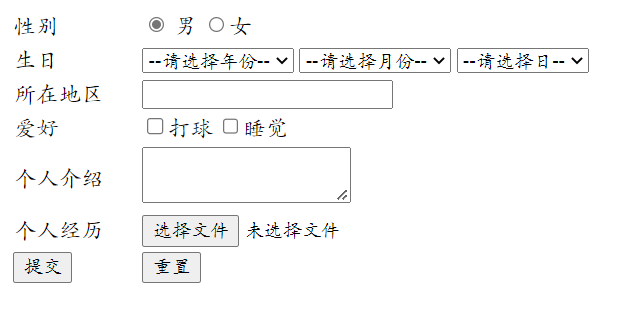 性别 男 女
生日 --请选择年份-- --请选择月份-- --请选择日--
所在地区
爱好 打球 睡觉
个人介绍
个人经历 选择文件 未选择文件
提交 重置